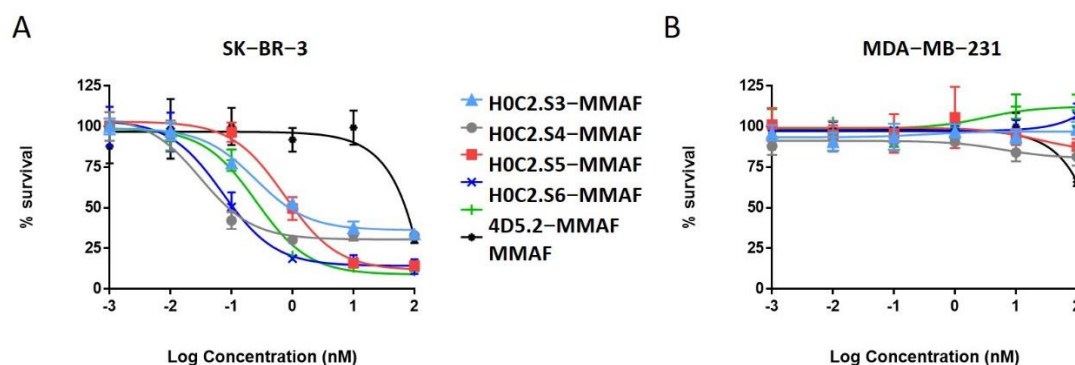 A
B
SK−BR−3
MDA−MB−231
% survival
125
100
75
50
25
0
-3 -2 -1 0 1 2
Log Concentration (nM)
H0C2.S3−MMAF
H0C2.S4−MMAF
H0C2.S5−MMAF
H0C2.S6−MMAF
4D5.2−MMAF
MMAF
% survival
125
100
75
50
25
0
-3 -2 -1 0 1 2
Log Concentration (nM)